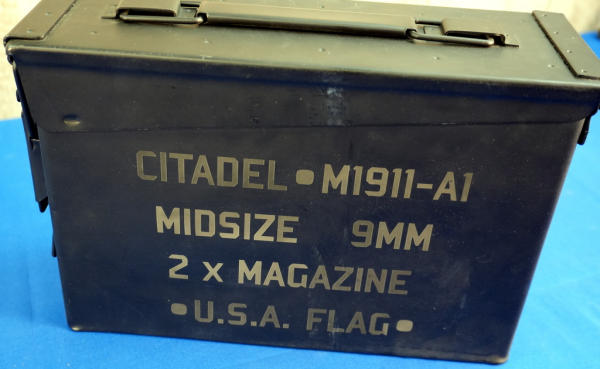 CITADEL • M1911-A1
MIDSIZE 9MM
2 x MAGAZINE
• U.S.A. FLAG •